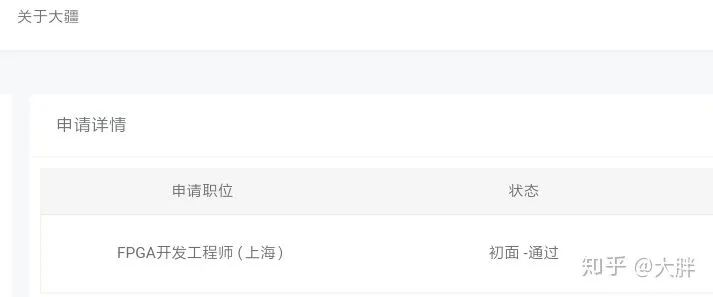 关于大疆
申请详情
申请职位 状态
FPGA开发工程师 ( 上海 ) 初面 -通过
知乎 @大胖